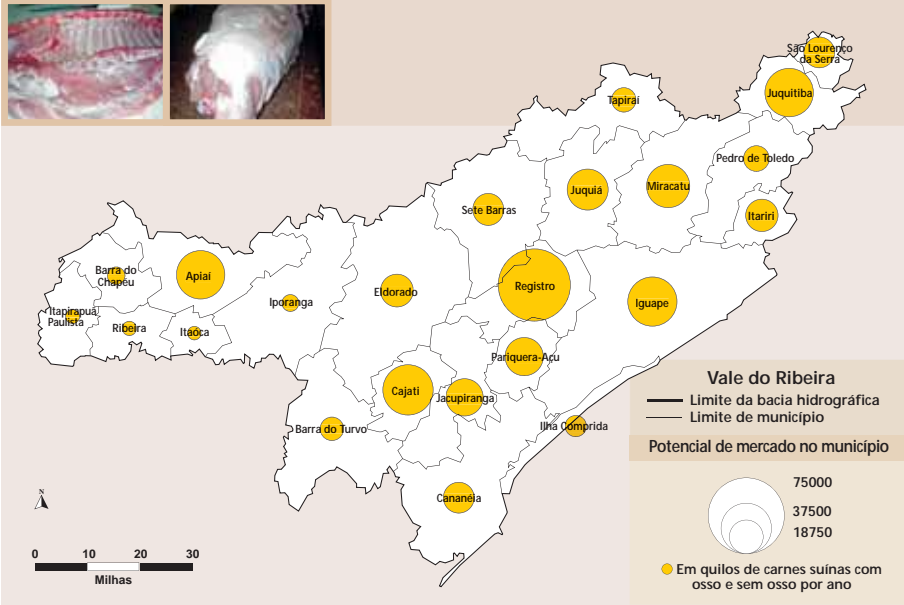 São Lourenço
da Serra
Juquitiba
Tapiraí
Pedro de Toledo
Juquiá
Miracatu
Sete Barras
Itariri
Barra do
Chapéu
Apiaí
Registro
Eldorado
Iporanga
Iguape
Itapirapuã
Paulista
Ribeira
Itaoca
Pariquera-Açu
Cajati
Jacupiranga
Barra do Turvo
Ilha Comprida
Cananéia
Vale do Ribeira
Limite da bacia hidrográfica
Limite de município
Potencial de mercado no município
75000
37500
18750
Em quilos de carnes suínas com
osso e sem osso por ano
N
0 10 20 30
Milhas